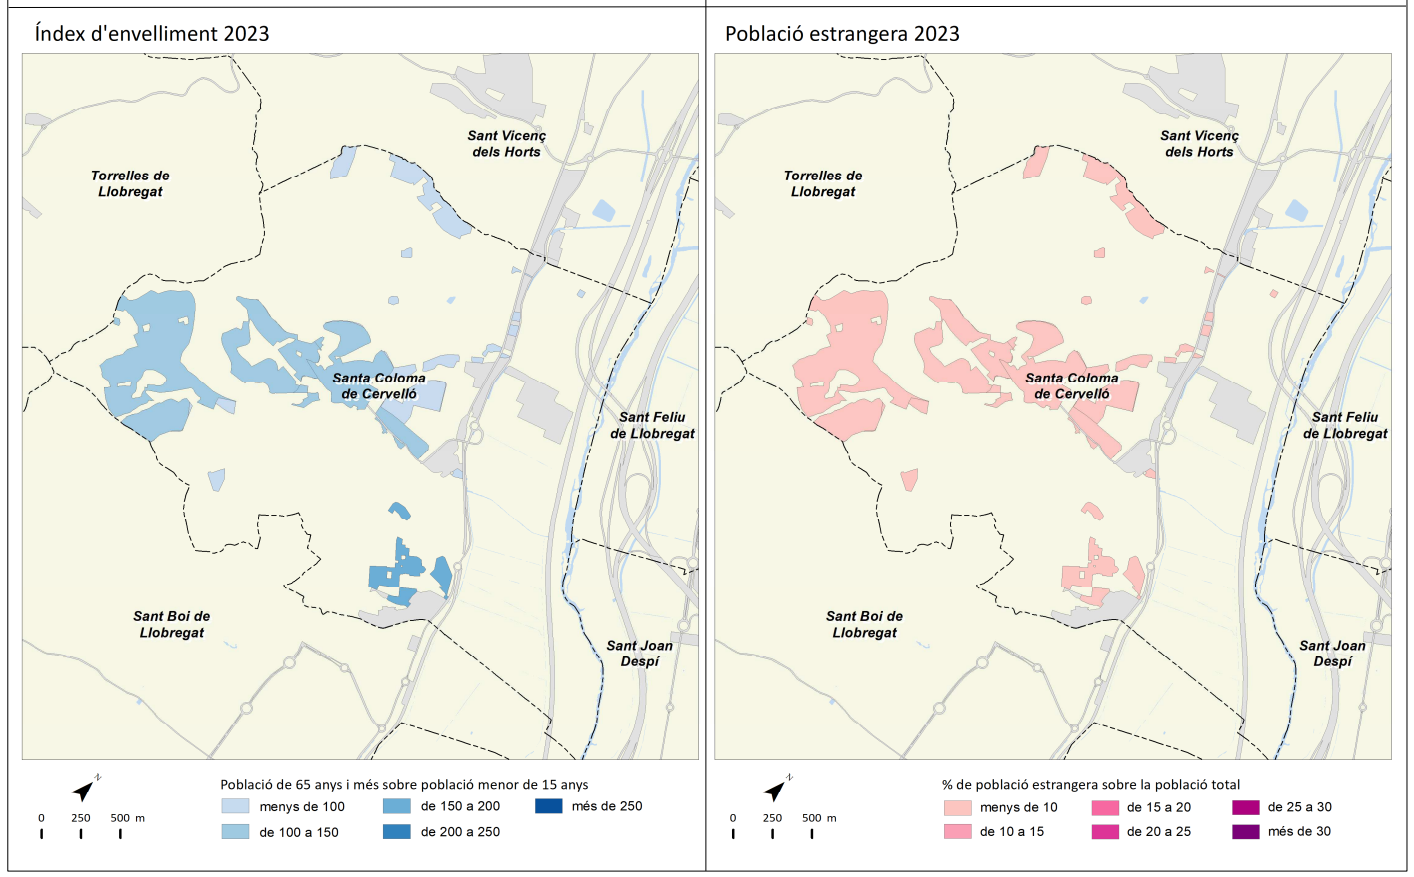 Índex d'envelliment 2023
Sant Vicenç
dels Horts
Torrelles de
Llobregat
Santa Coloma
de Cervelló
Sant Feliu
de Llobregat
Sant Boi de
Llobregat
Sant Joan
Despí
N
0 250 500 m
Població de 65 anys i més sobre població menor de 15 anys
menys de 100
de 100 a 150
de 150 a 200
de 200 a 250
més de 250
Població estrangera 2023
Sant Vicenç
dels Horts
Torrelles de
Llobregat
Santa Coloma
de Cervelló
Sant Feliu
de Llobregat
Sant Boi de
Llobregat
Sant Joan
Despí
N
0 250 500 m
% de població estrangera sobre la població total
menys de 10
de 10 a 15
de 15 a 20
de 20 a 25
de 25 a 30
més de 30